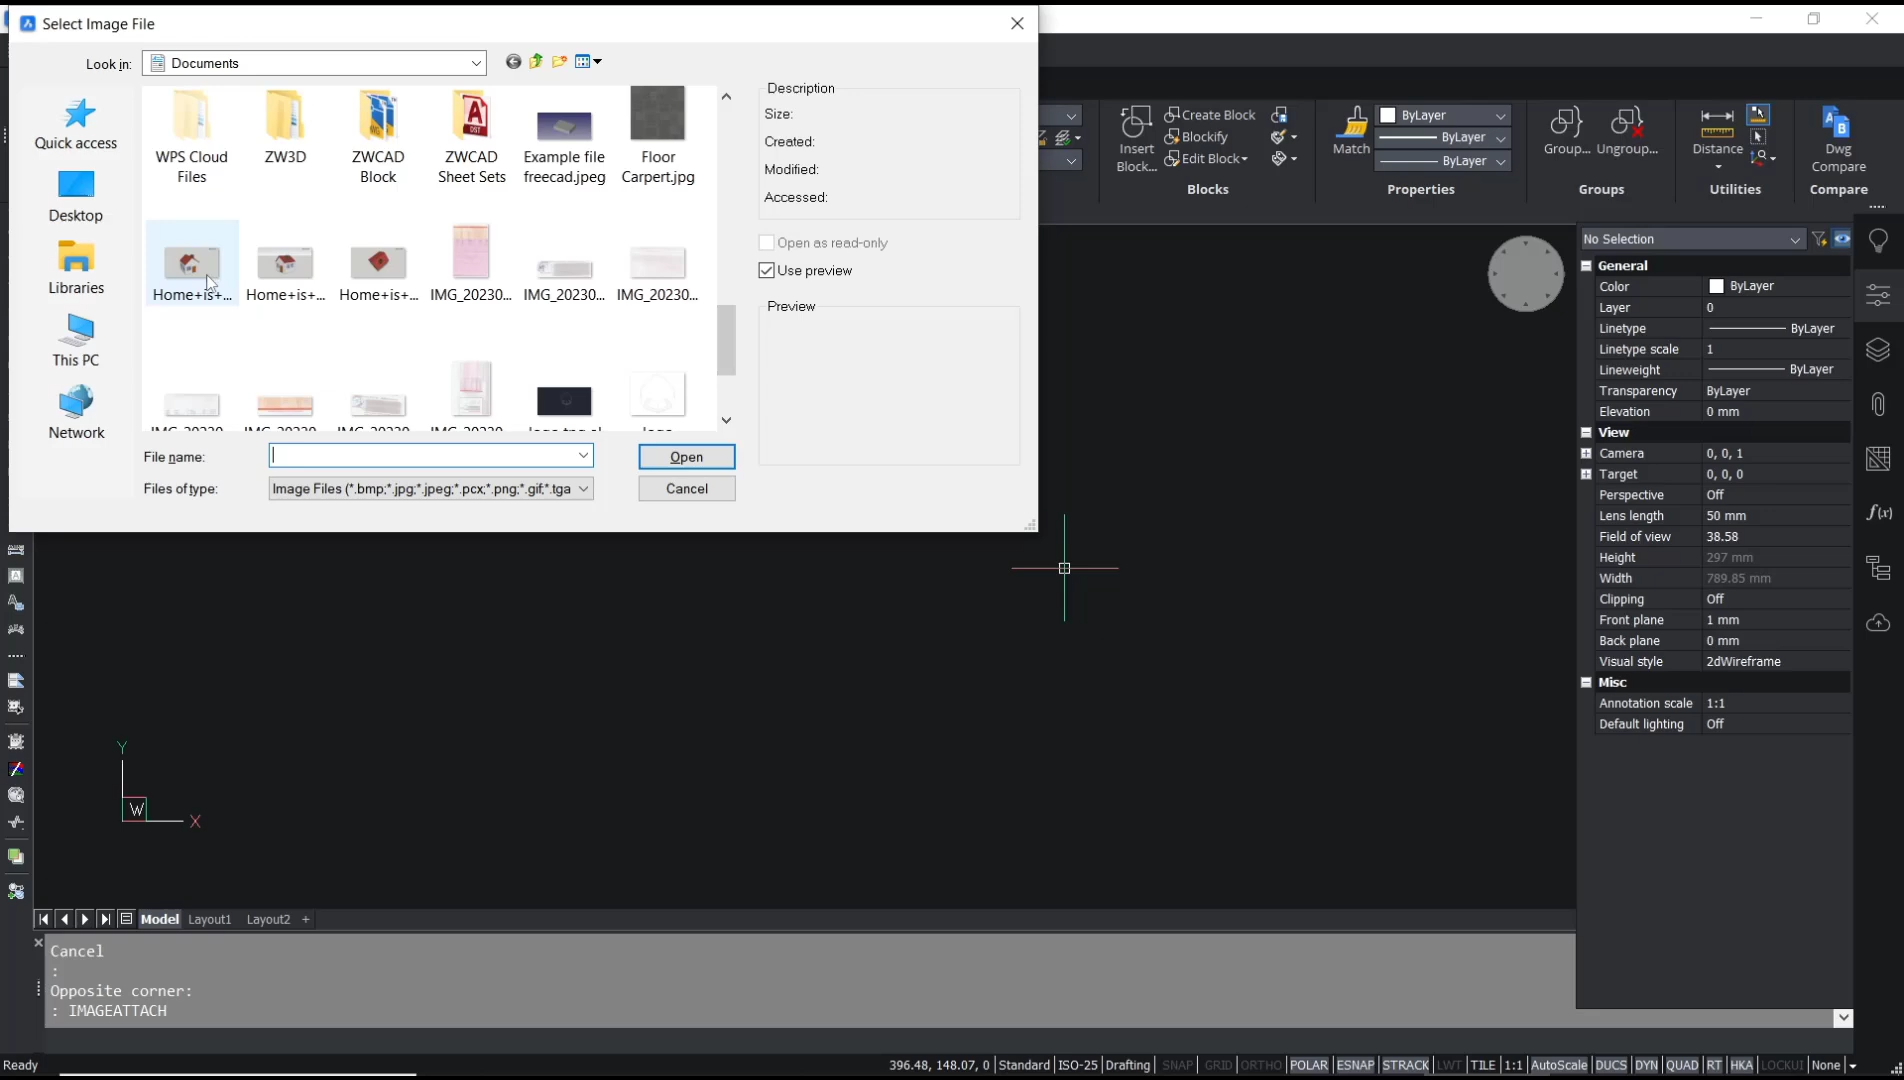 Select Image File
Look in:
Documents
Quick access
Desktop
Libraries
This PC
Network
WPS Cloud Files
ZW3D
ZWCAD Block
ZWCAD Sheet Sets
Example file freecad.jpeg
Floor Carpert.jpg
Home+is+...
Home+is+...
Home+is+...
IMG_20230...
IMG_20230...
IMG_20230...
File name:
Open
Files of type:
Image Files (*.bmp;*.jpg;*.jpeg;*.pcx;*.png;*.gif;*.tga
Cancel
Description
Size:
Created:
Modified:
Accessed:
Open as read-only
Use preview
Preview
Insert Block...
Create Block
Blockify
Edit Block
Blocks
Match
ByLayer
ByLayer
ByLayer
Properties
Group...
Ungroup...
Groups
Distance
Utilities
Dwg Compare
Compare
No Selection
General
Color ByLayer
Layer 0
Linetype ByLayer
Linetype scale 1
Lineweight ByLayer
Transparency ByLayer
Elevation 0 mm
View
Camera 0, 0, 1
Target 0, 0, 0
Perspective Off
Lens length 50 mm
Field of view 38.58
Height 297 mm
Width 789.85 mm
Clipping Off
Front plane 1 mm
Back plane 0 mm
Visual style 2dWireframe
Misc
Annotation scale 1:1
Default lighting Off
f(x)
Y
W
X
Model Layout1 Layout2 +
Cancel
:
Opposite corner:
: IMAGEATTACH
Ready
396.48, 148.07, 0 Standard ISO-25 Drafting SNAP GRID ORTHO POLAR ESNAP STRACK LWT TILE 1:1 AutoScale DUCS DYN QUAD RT HKA LOCKUI None